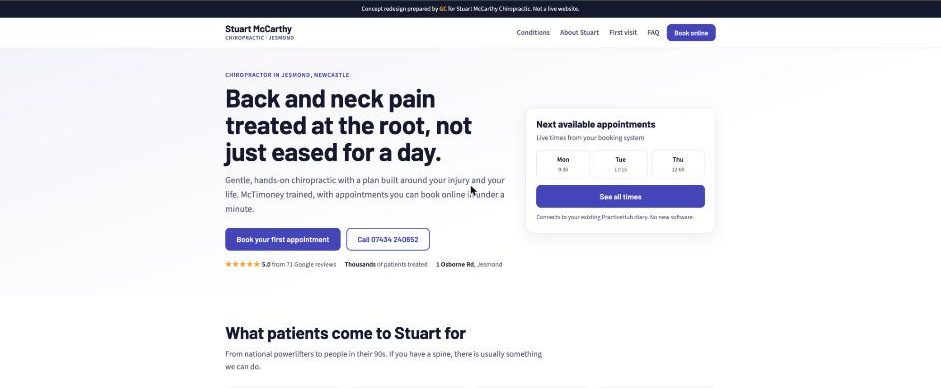 Concept redesign prepared by GC for Stuart McCarthy Chiropractic. Not a live website.
Stuart McCarthy
CHIROPRACTIC · JESMOND
Conditions About Stuart First visit FAQ Book online
CHIROPRACTOR IN JESMOND, NEWCASTLE
Back and neck pain
treated at the root, not
just eased for a day.
Gentle, hands-on chiropractic with a plan built around your injury and your
life. McTimoney trained, with appointments you can book online in under a
minute.
Book your first appointment Call 07434 240652
★★★★★ 5.0 from 71 Google reviews Thousands of patients treated 1 Osborne Rd, Jesmond
Next available appointments
Live times from your booking system
Mon Tue Thu
9:30 17:15 12:00
See all times
Connects to your existing PracticeHub diary. No new software.
What patients come to Stuart for
From national powerlifters to people in their 90s. If you have a spine, there is usually something
we can do.